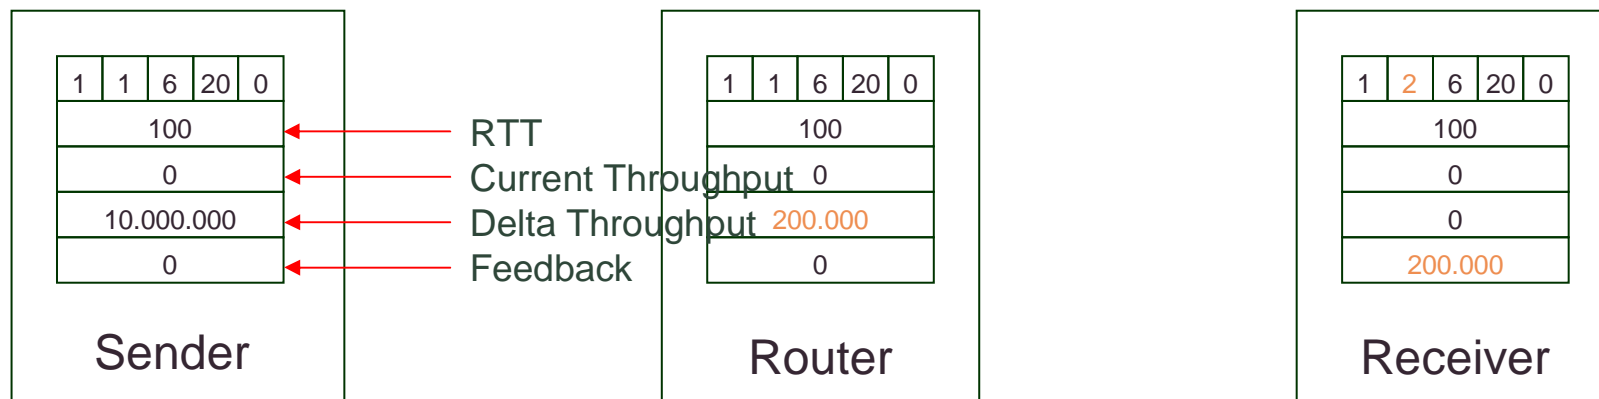 1 1 6 20 0
100
0
10.000.000
0
Sender
RTT
Current Throughput
Delta Throughput
Feedback
1 1 6 20 0
100
0
200.000
0
Router
1 2 6 20 0
100
0
0
200.000
Receiver